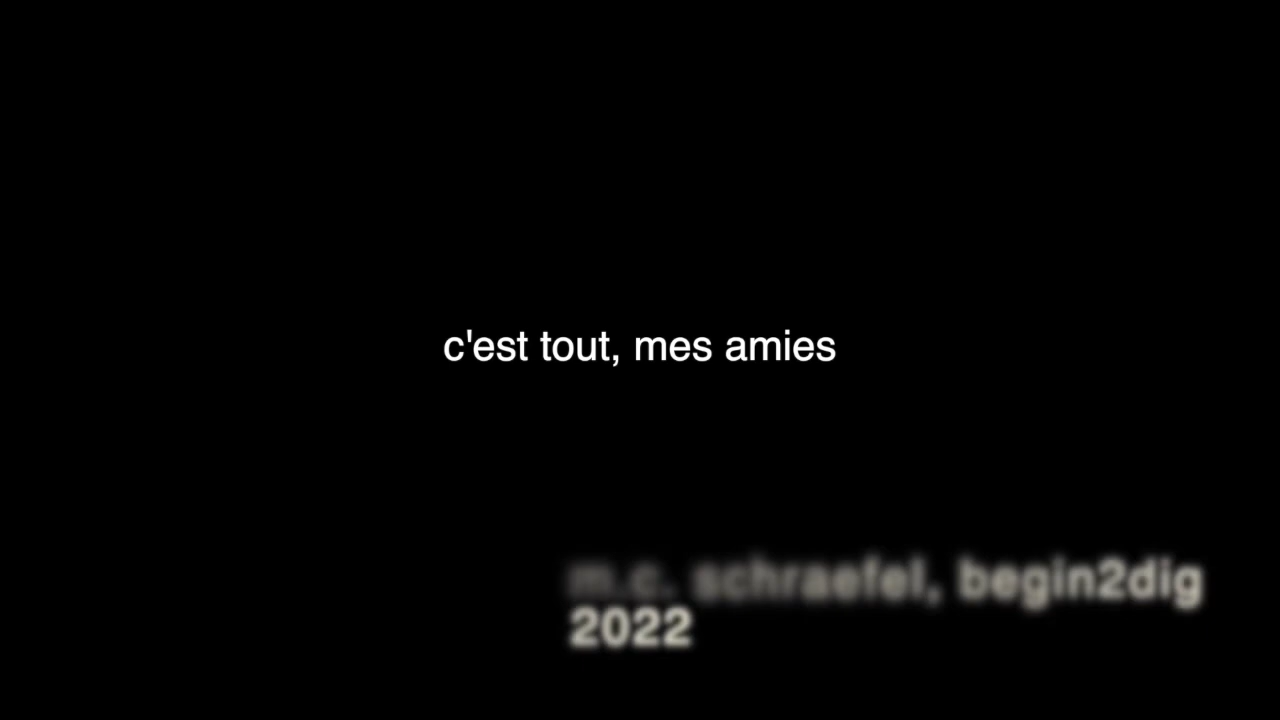 c'est tout, mes amies
m.c. schraefel, begin2dig
2022